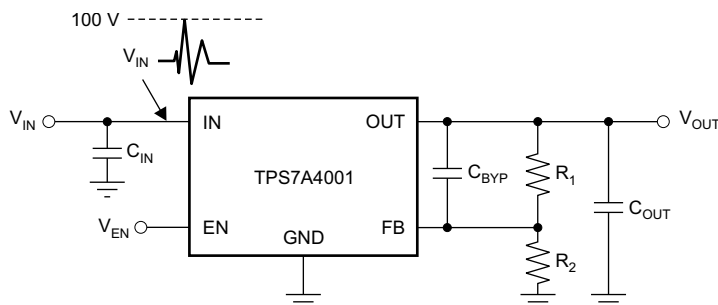 100 V
V_IN
V_IN
IN
OUT
V_OUT
C_IN
TPS7A4001
C_BYP
R_1
C_OUT
V_EN
EN
GND
FB
R_2